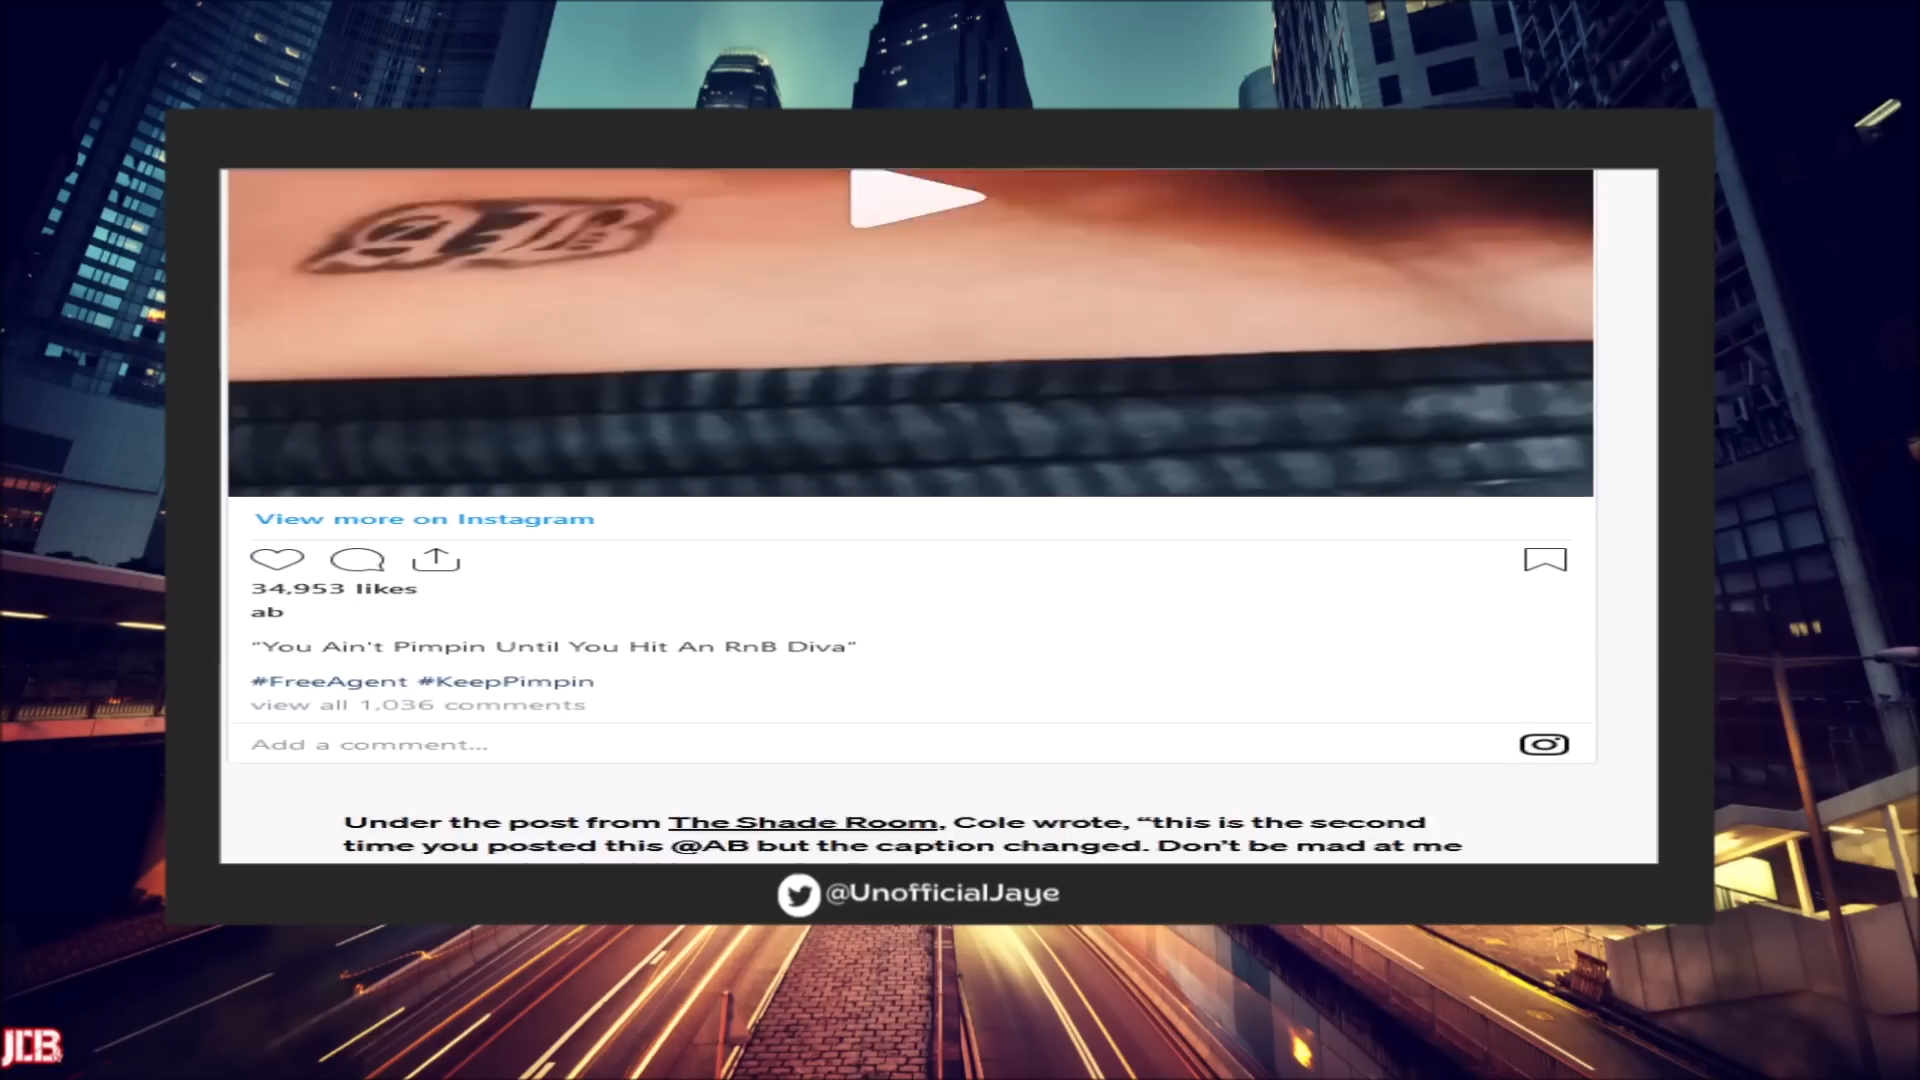 View more on Instagram
34,953 likes
ab
“You Ain't Pimpin Until You Hit An RnB Diva”
#FreeAgent #KeepPimpin
view all 1,036 comments
Add a comment...
Under the post from The Shade Room, Cole wrote, “this is the second
time you posted this @AB but the caption changed. Don’t be mad at me
@UnofficialJaye
JCB